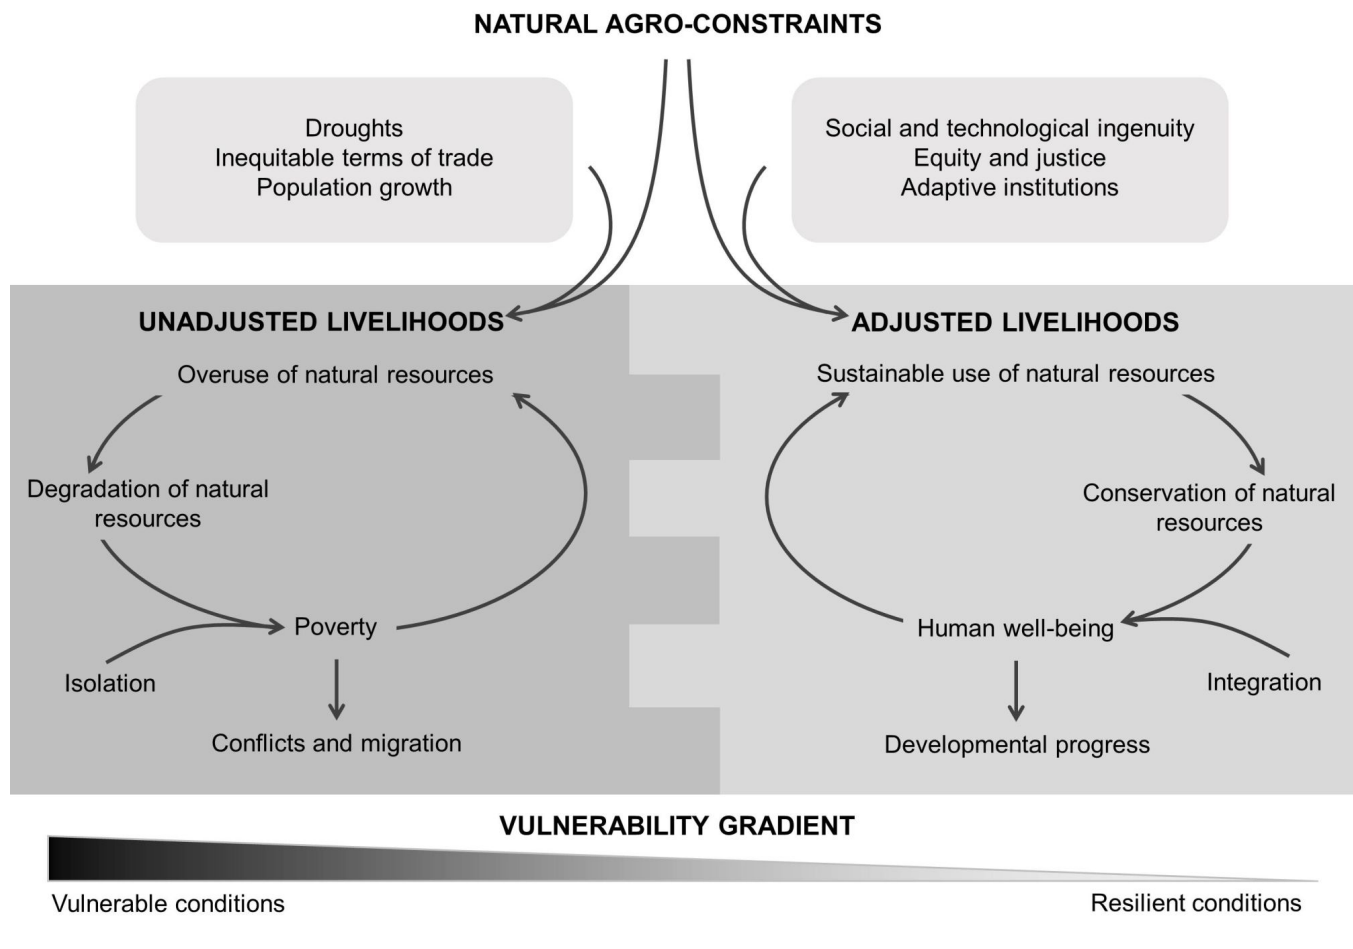 NATURAL AGRO-CONSTRAINTS
Droughts
Inequitable terms of trade
Population growth
Social and technological ingenuity
Equity and justice
Adaptive institutions
UNADJUSTED LIVELIHOODS
Overuse of natural resources
Degradation of natural
resources
Poverty
Isolation
Conflicts and migration
ADJUSTED LIVELIHOODS
Sustainable use of natural resources
Conservation of natural
resources
Human well-being
Integration
Developmental progress
VULNERABILITY GRADIENT
Vulnerable conditions
Resilient conditions